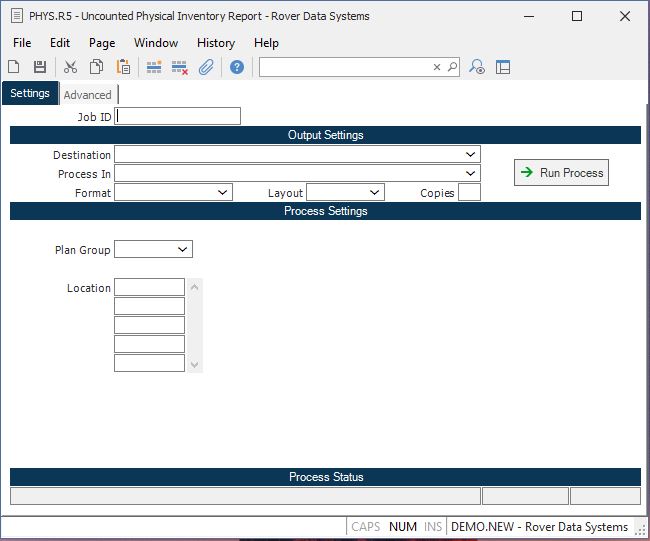 PHYS.R5 - Uncounted Physical Inventory Report - Rover Data Systems
File Edit Page Window History Help
Settings Advanced
Job ID
Output Settings
Destination
Process In
Run Process
Format Layout Copies
Process Settings
Plan Group
Location
Process Status
CAPS NUM INS DEMO.NEW - Rover Data Systems